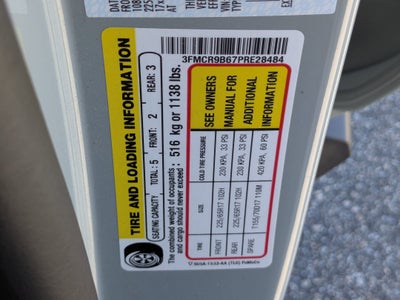 3FMCR9B67PRE28484
TIRE AND LOADING INFORMATION
SEATING CAPACITY TOTAL: 5 FRONT: 2 REAR: 3
The combined weight of occupants
and cargo should never exceed : 516 kg or 1138 lbs.
TIRE SIZE COLD TIRE PRESSURE
FRONT 225/65R17 102H 230 KPA, 33 PSI
REAR 225/65R17 102H 230 KPA, 33 PSI
SPARE T155/70D17 110M 420 KPA, 60 PSI
SEE OWNERS
MANUAL FOR
ADDITIONAL
INFORMATION